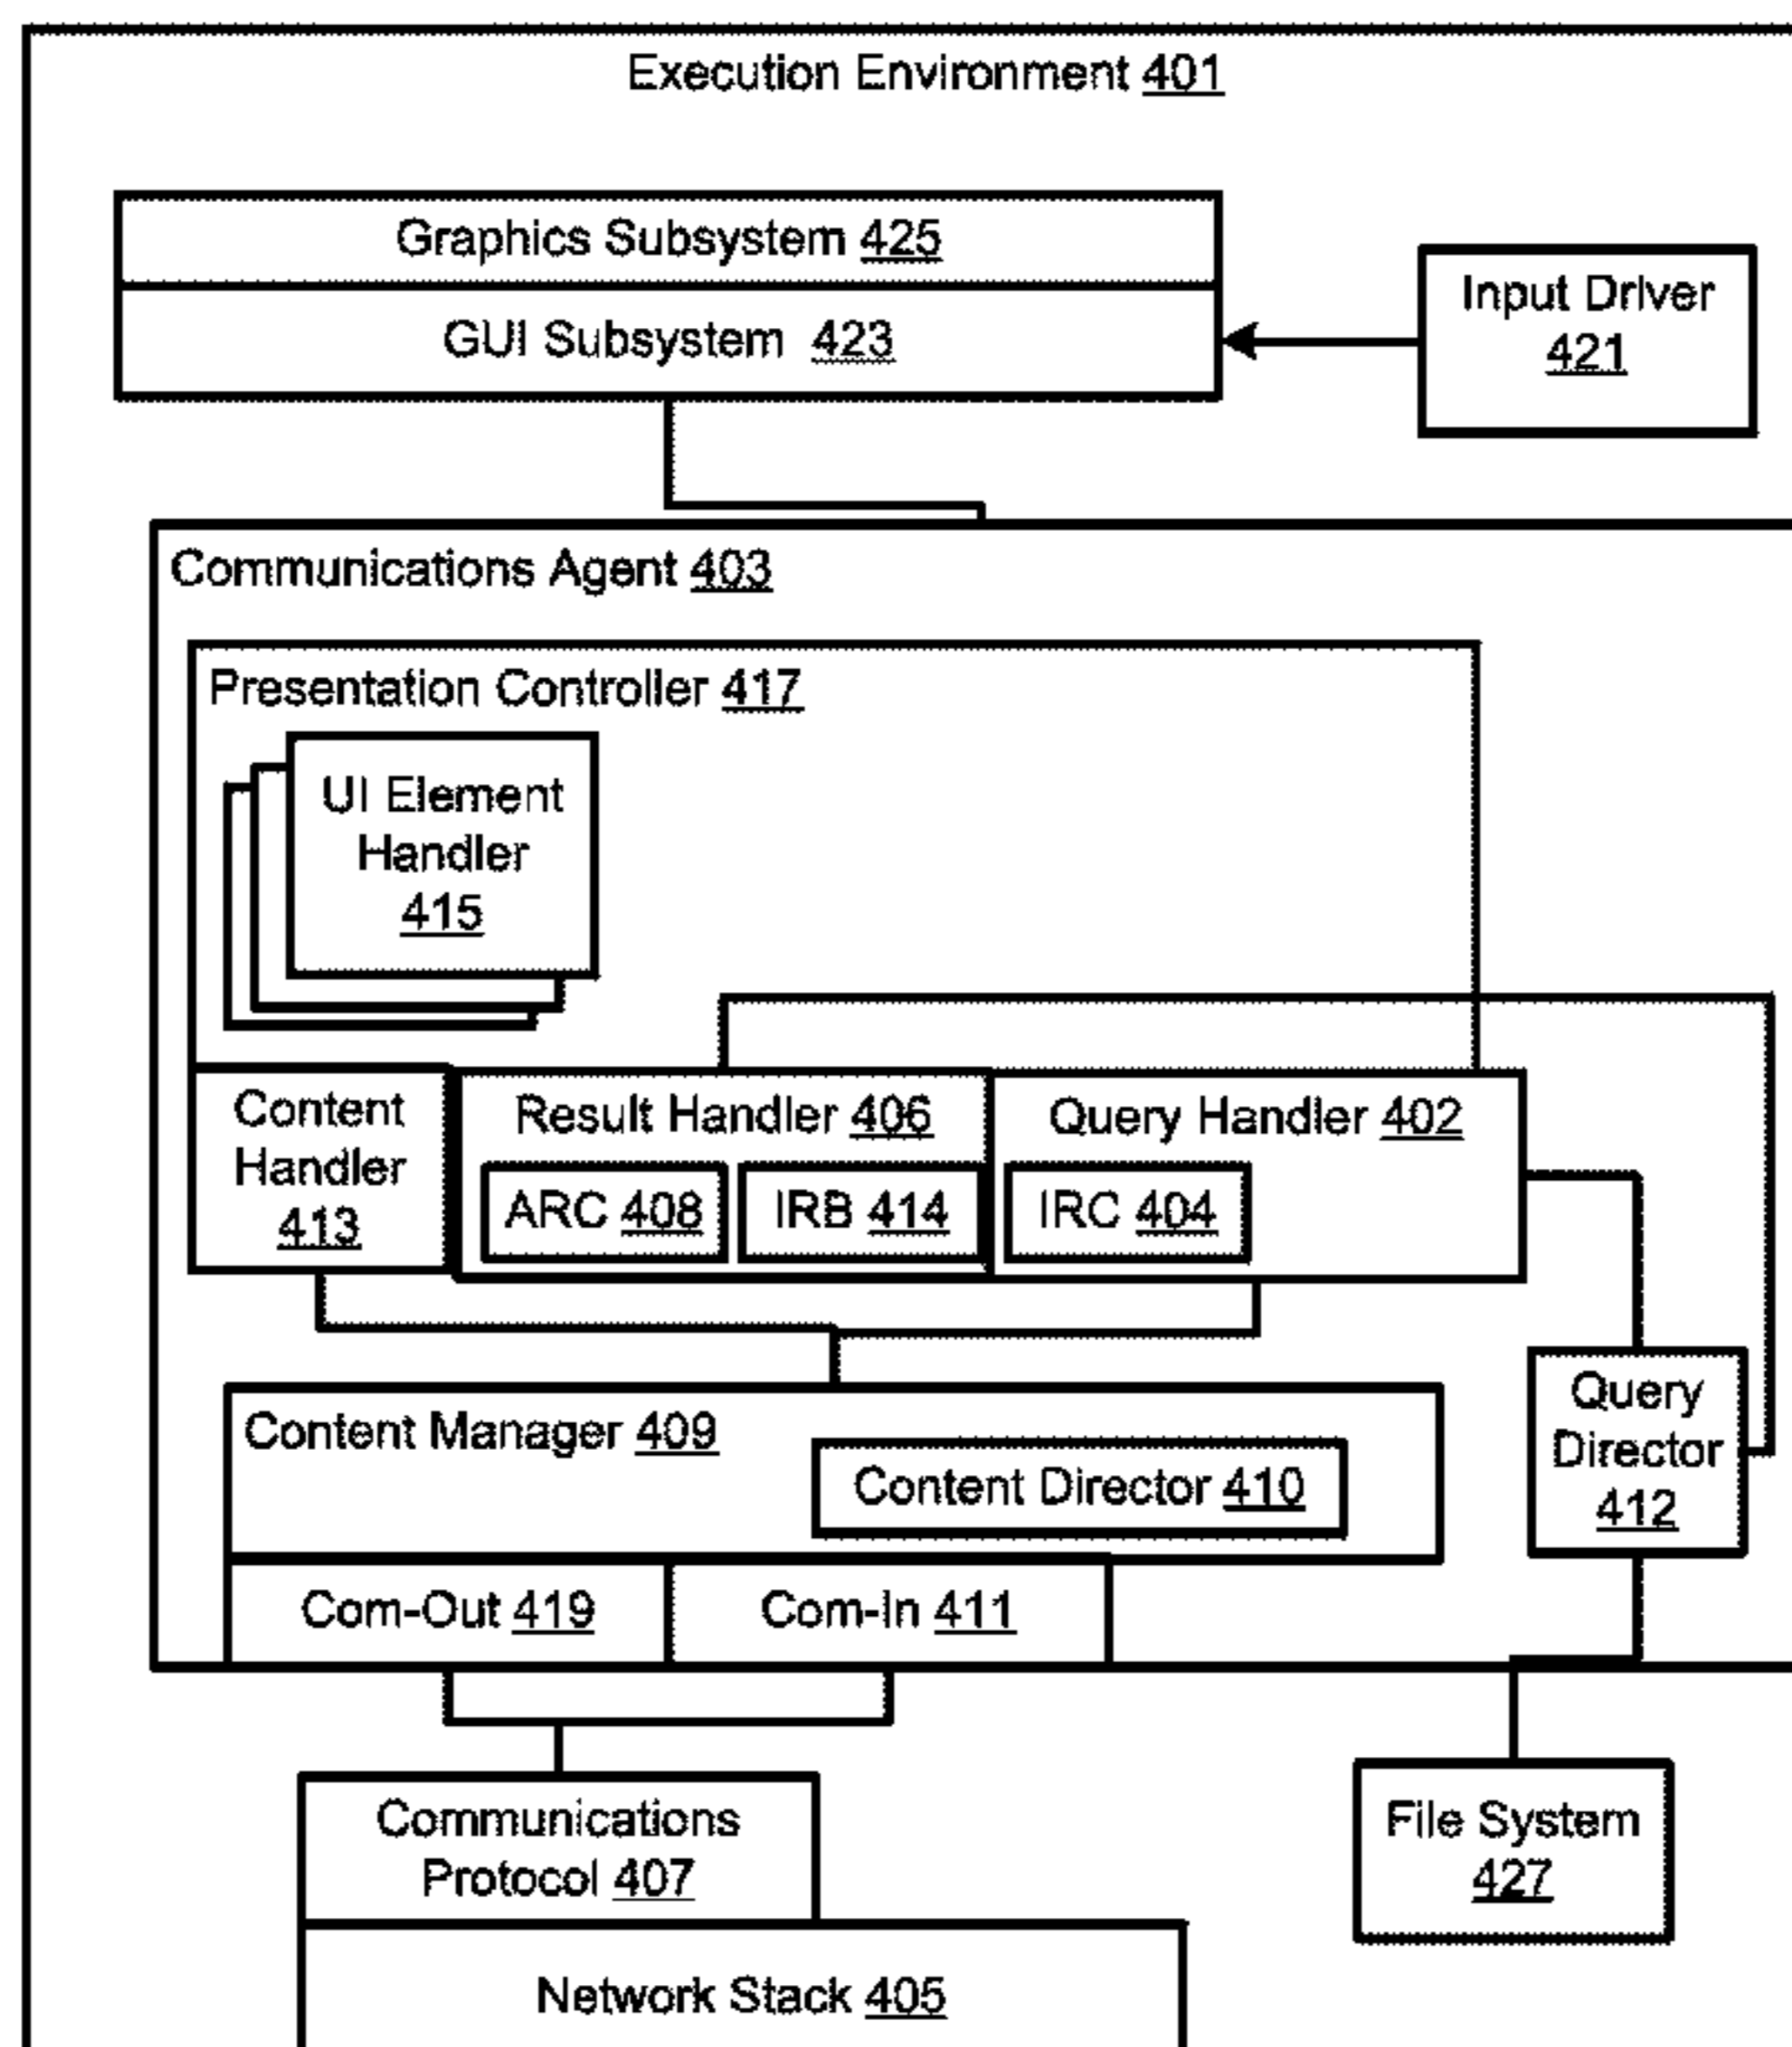 Execution Environment 401
Graphics Subsystem 425
GUI Subsystem 423
Input Driver
421
Communications Agent 403
Presentation Controller 417
UI Element
Handler
415
Content
Handler
413
Result Handler 406
ARC 408
IRB 414
Query Handler 402
IRC 404
Content Manager 409
Content Director 410
Query
Director
412
Com-Out 419
Com-In 411
Communications
Protocol 407
File System
427
Network Stack 405